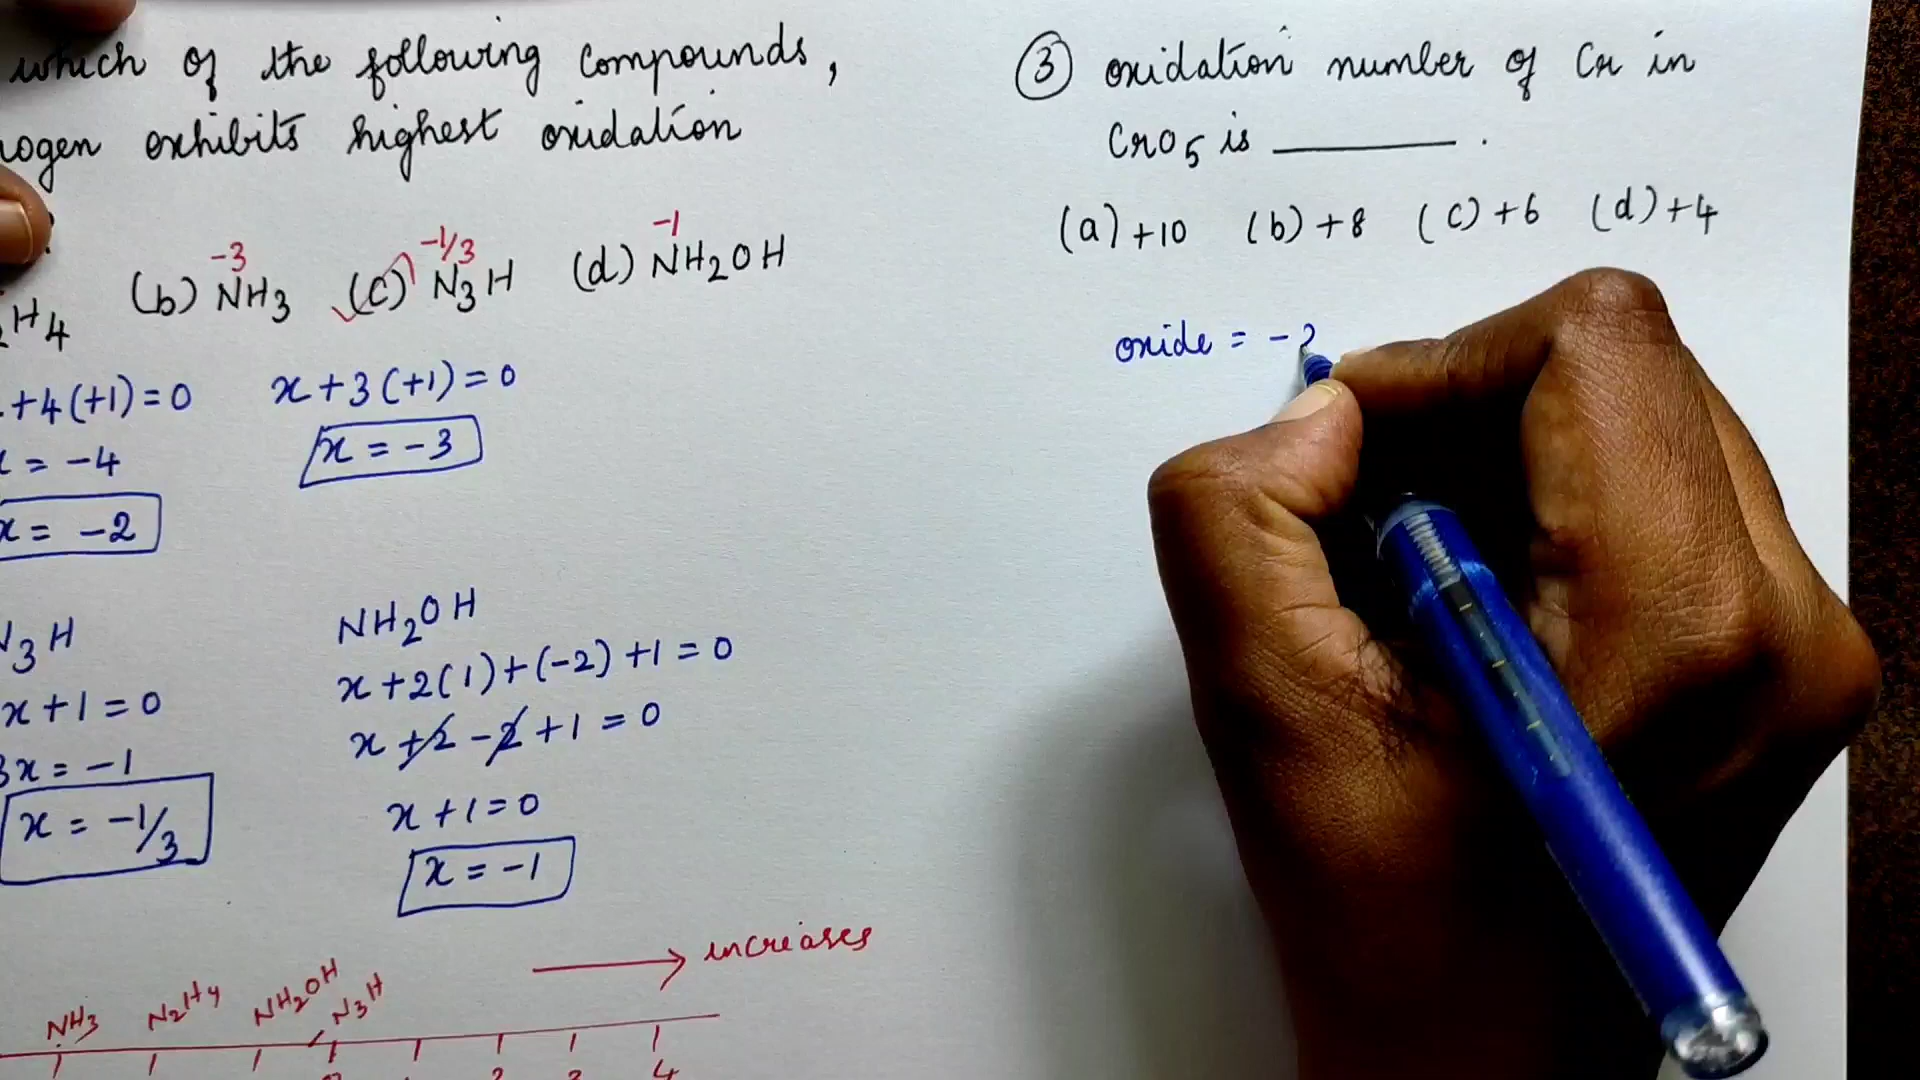 which of the following compounds,
rogen exhibits highest oxidation
-3 -1/3 -1
H4 (b) NH3 (c) N3H (d) NH2OH
+4(+1)=0 x+3(+1)=0
= -4 x = -3
x = -2
N3H NH2OH
x+1=0 x+2(1)+(-2)+1=0
3x = -1 x+2-2+1=0
x = -1/3 x+1=0
x = -1
increases
NH3 N2H4 NH2OH N3H
4
③ oxidation number of Cr in
CrO5 is ________.
(a)+10 (b)+8 (c)+6 (d)+4
oxide = -2